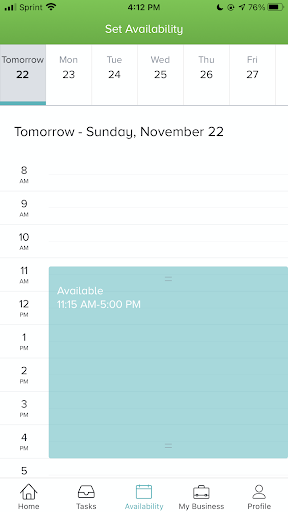 Sprint 4:12 PM 76%
Set Availability
Tomorrow Mon Tue Wed Thu Fri
22 23 24 25 26 27
Tomorrow - Sunday, November 22
8
AM
9
AM
10
AM
11
AM
Available
11:15 AM-5:00 PM
12
PM
1
PM
2
PM
3
PM
4
PM
5
Home Tasks Availability My Business Profile